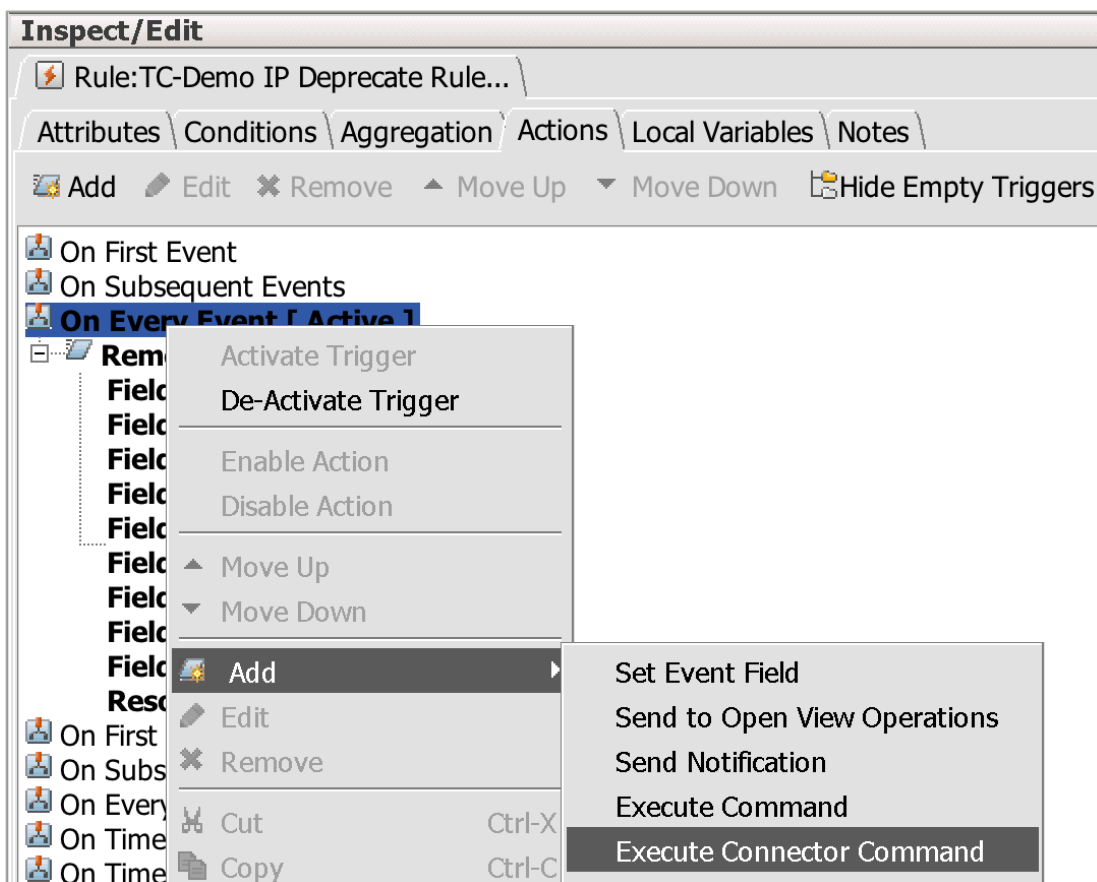 Inspect/Edit
Rule:TC-Demo IP Deprecate Rule...
Attributes Conditions Aggregation Actions Local Variables Notes
Add Edit Remove Move Up Move Down Hide Empty Triggers
On First Event
On Subsequent Events
On Every Event [ Active ]
Activate Trigger
De-Activate Trigger
Enable Action
Disable Action
Move Up
Move Down
Add
Set Event Field
Edit
Send to Open View Operations
On First
Remove
Send Notification
On Every
Execute Command
Cut Ctrl-X
On Time
Execute Connector Command
On Time
Copy Ctrl-C